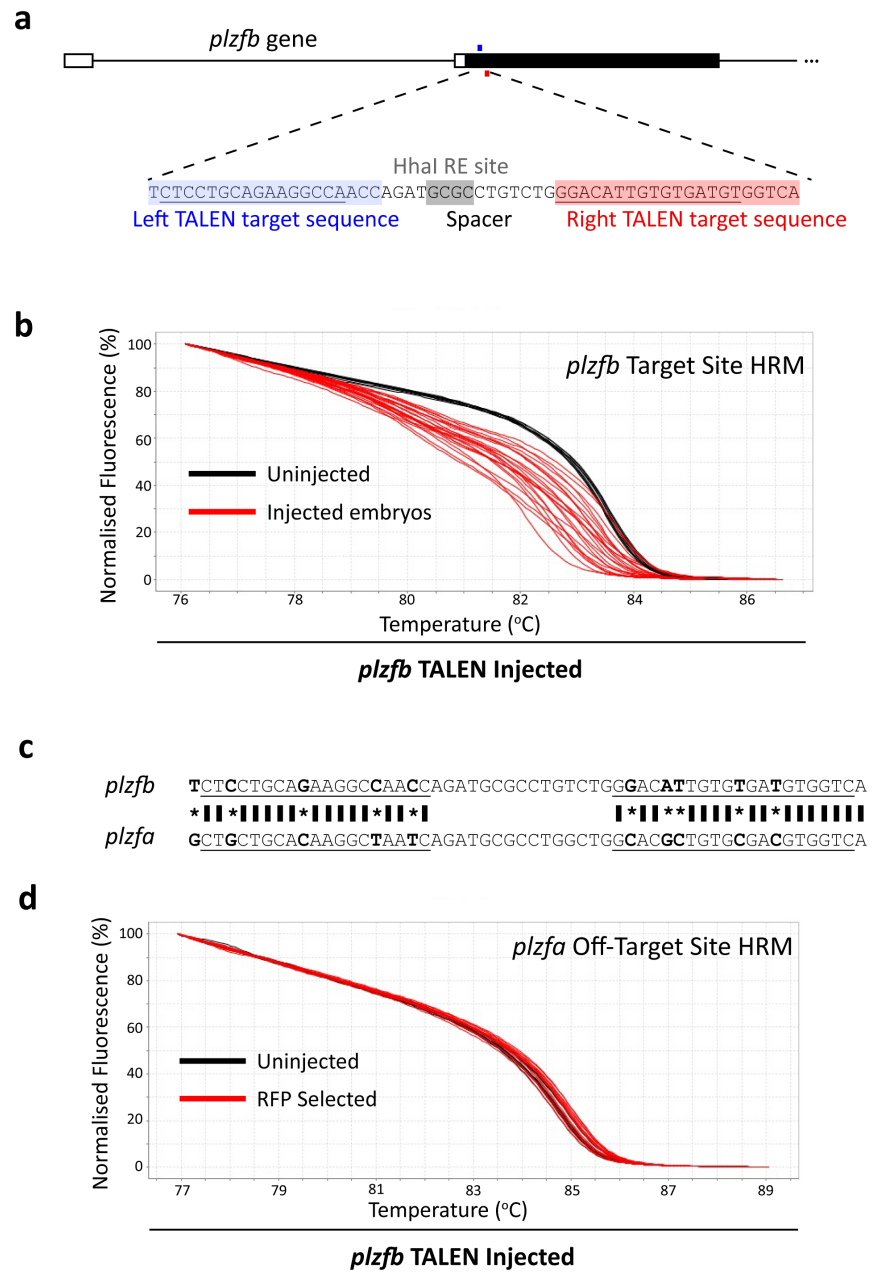 a
plzfb gene
...
HhaI RE site
TCTCCTGCAGAAGGCCAACCAGATGCGCCTGTCTGGGACATTGTGTGATGTGGTCA
Left TALEN target sequence Spacer Right TALEN target sequence
b
plzfb Target Site HRM
Normalised Fluorescence (%)
100
80
60
40
20
0
Uninjected
Injected embryos
76 78 80 82 84 86
Temperature (°C)
plzfb TALEN Injected
c
plzfb TCTCCTGCAGAAGGCCAACCAGATGCGCCTGTCTGGGACATTGTGTGATGTGGTCA
* * * * * * ** * *
plzfa GCTGCTGCACAAGGCTAATCAGATGCGCCTGGCTGGCACGCTGTGCGACGTGGTCA
d
plzfa Off-Target Site HRM
Normalised Fluorescence (%)
100
80
60
40
20
0
Uninjected
RFP Selected
77 79 81 83 85 87 89
Temperature (°C)
plzfb TALEN Injected